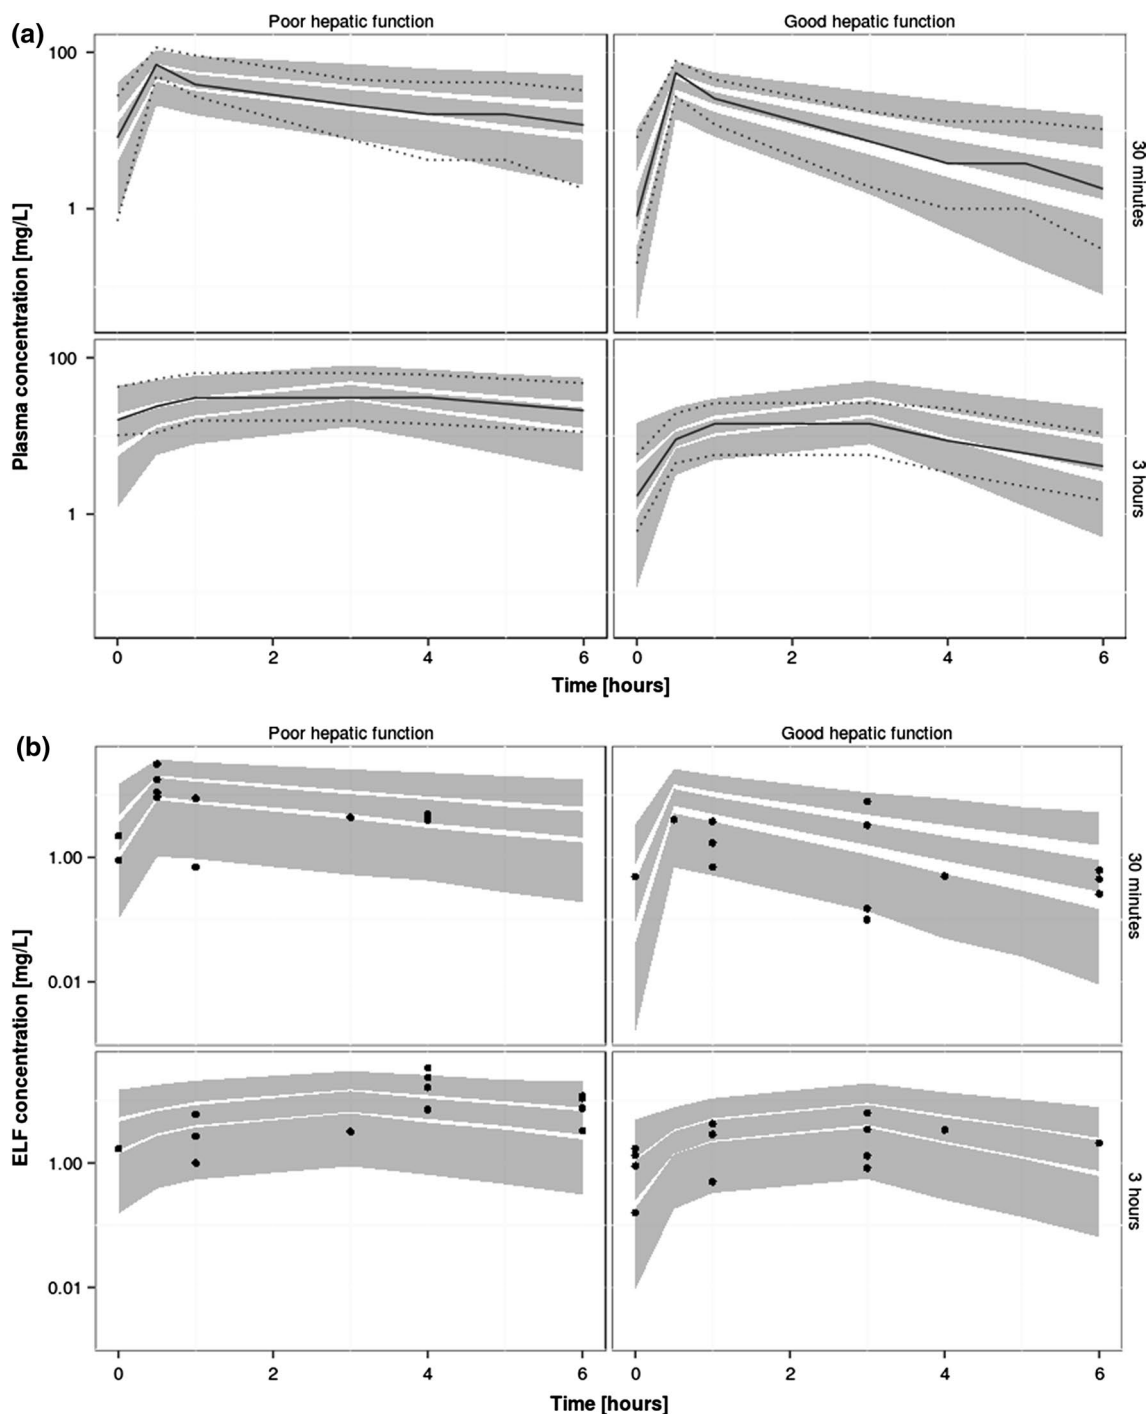 (a)
Poor hepatic function
Good hepatic function
Plasma concentration [mg/L]
100
1
30 minutes
100
1
3 hours
0
2
4
6
0
2
4
6
Time [hours]
(b)
Poor hepatic function
Good hepatic function
ELF concentration [mg/L]
1.00
0.01
30 minutes
1.00
0.01
3 hours
0
2
4
6
0
2
4
6
Time [hours]